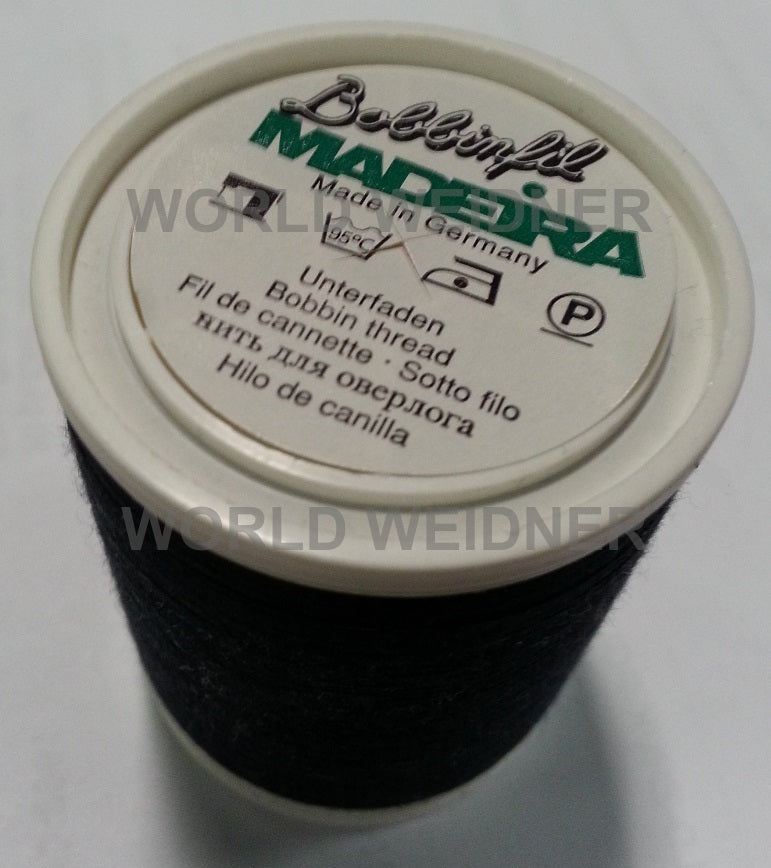 Bobbinfil
MADEIRA
Made in Germany
95ºC
P
Unterfaden
Bobbin thread
Fil de cannette · Sotto filo
нить для оверлога
Hilo de canilla
WORLD WEIDNER
WORLD WEIDNER